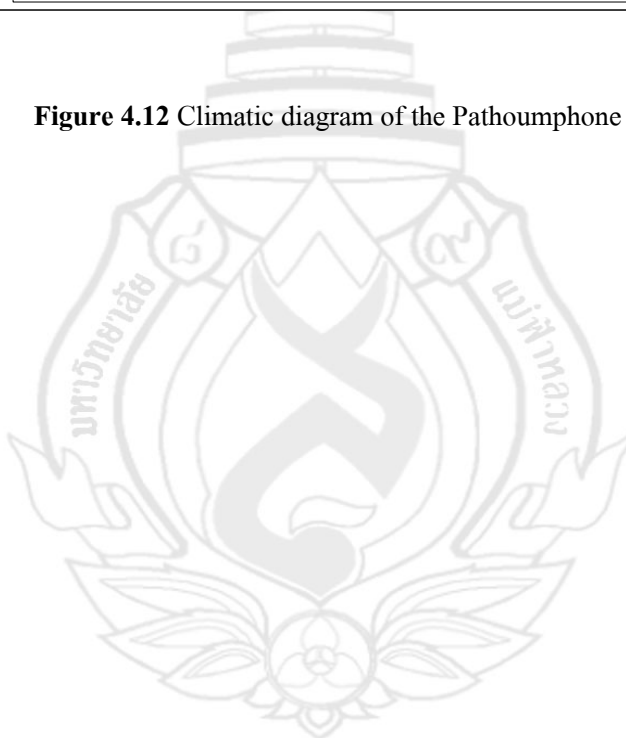 Figure 4.12 Climatic diagram of the Pathoumphone
มหาวิทยาลัย
แม่ฟ้าหลวง